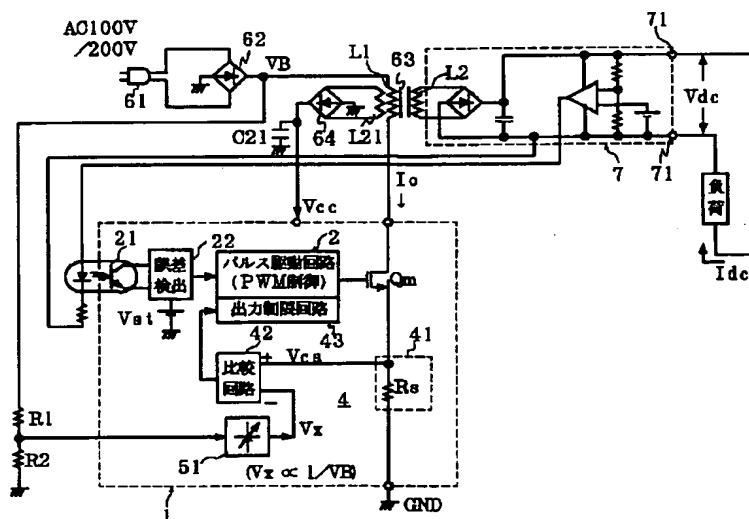 AC100V
/200V
61
62
VB
L1
63
L2
71
Vdc
C21
64
L21
7
71
Io
↓
負荷
Idc
Vcc
21
22
誤差検出
2
パルス駆動回路
(PWM制御)
出力制限回路
Qm
Vst
42
43
41
比較回路
+
Vcs
−
Rs
4
R1
Vx
R2
51
(Vx ∝ 1/VB)
GND
1